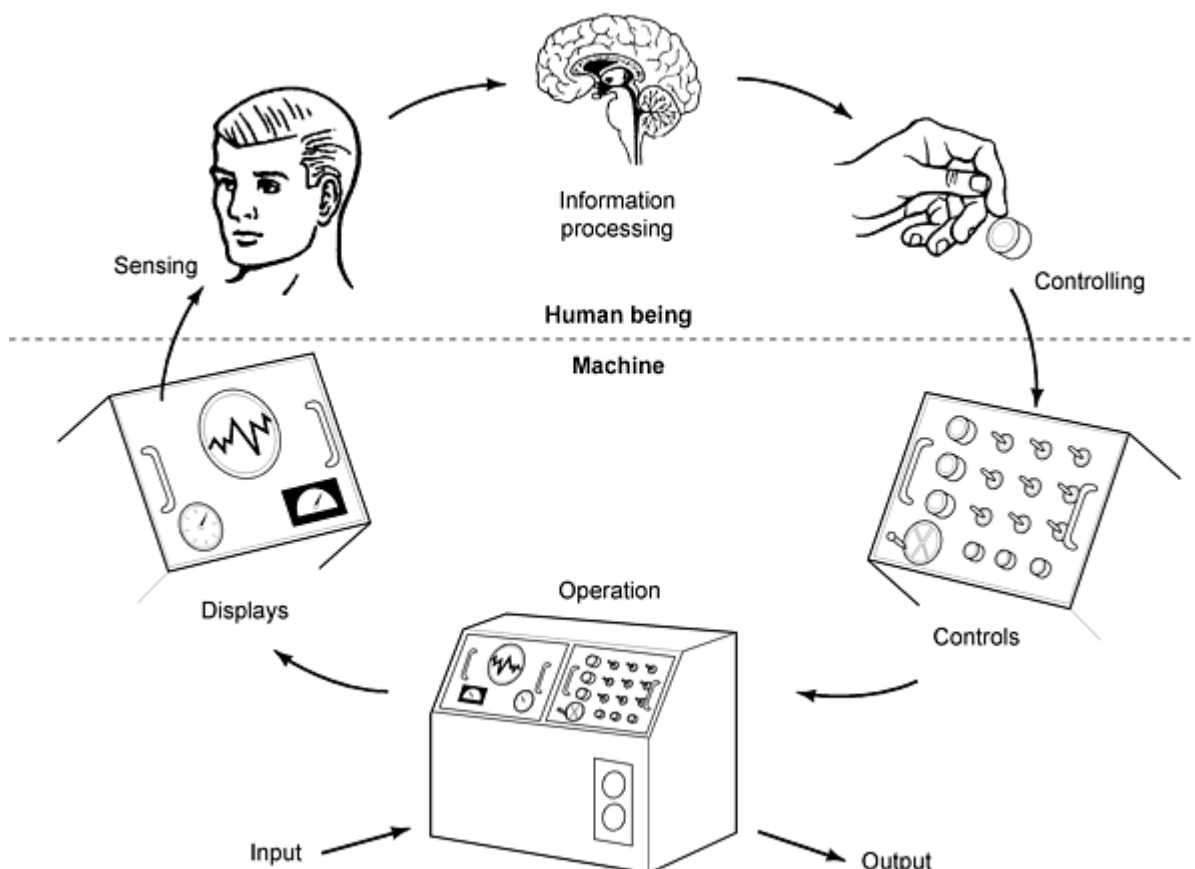 Information
processing
Sensing
Controlling
Human being
Machine
Displays
Operation
Controls
Input
Output